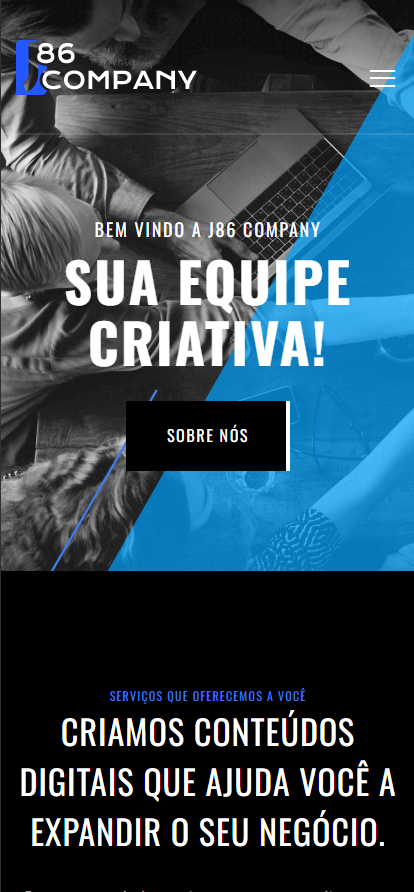 J86
COMPANY
BEM VINDO A J86 COMPANY
SUA EQUIPE
CRIATIVA!
SOBRE NÓS
SERVIÇOS QUE OFERECEMOS A VOCÊ
CRIAMOS CONTEÚDOS
DIGITAIS QUE AJUDA VOCÊ A
EXPANDIR O SEU NEGÓCIO.